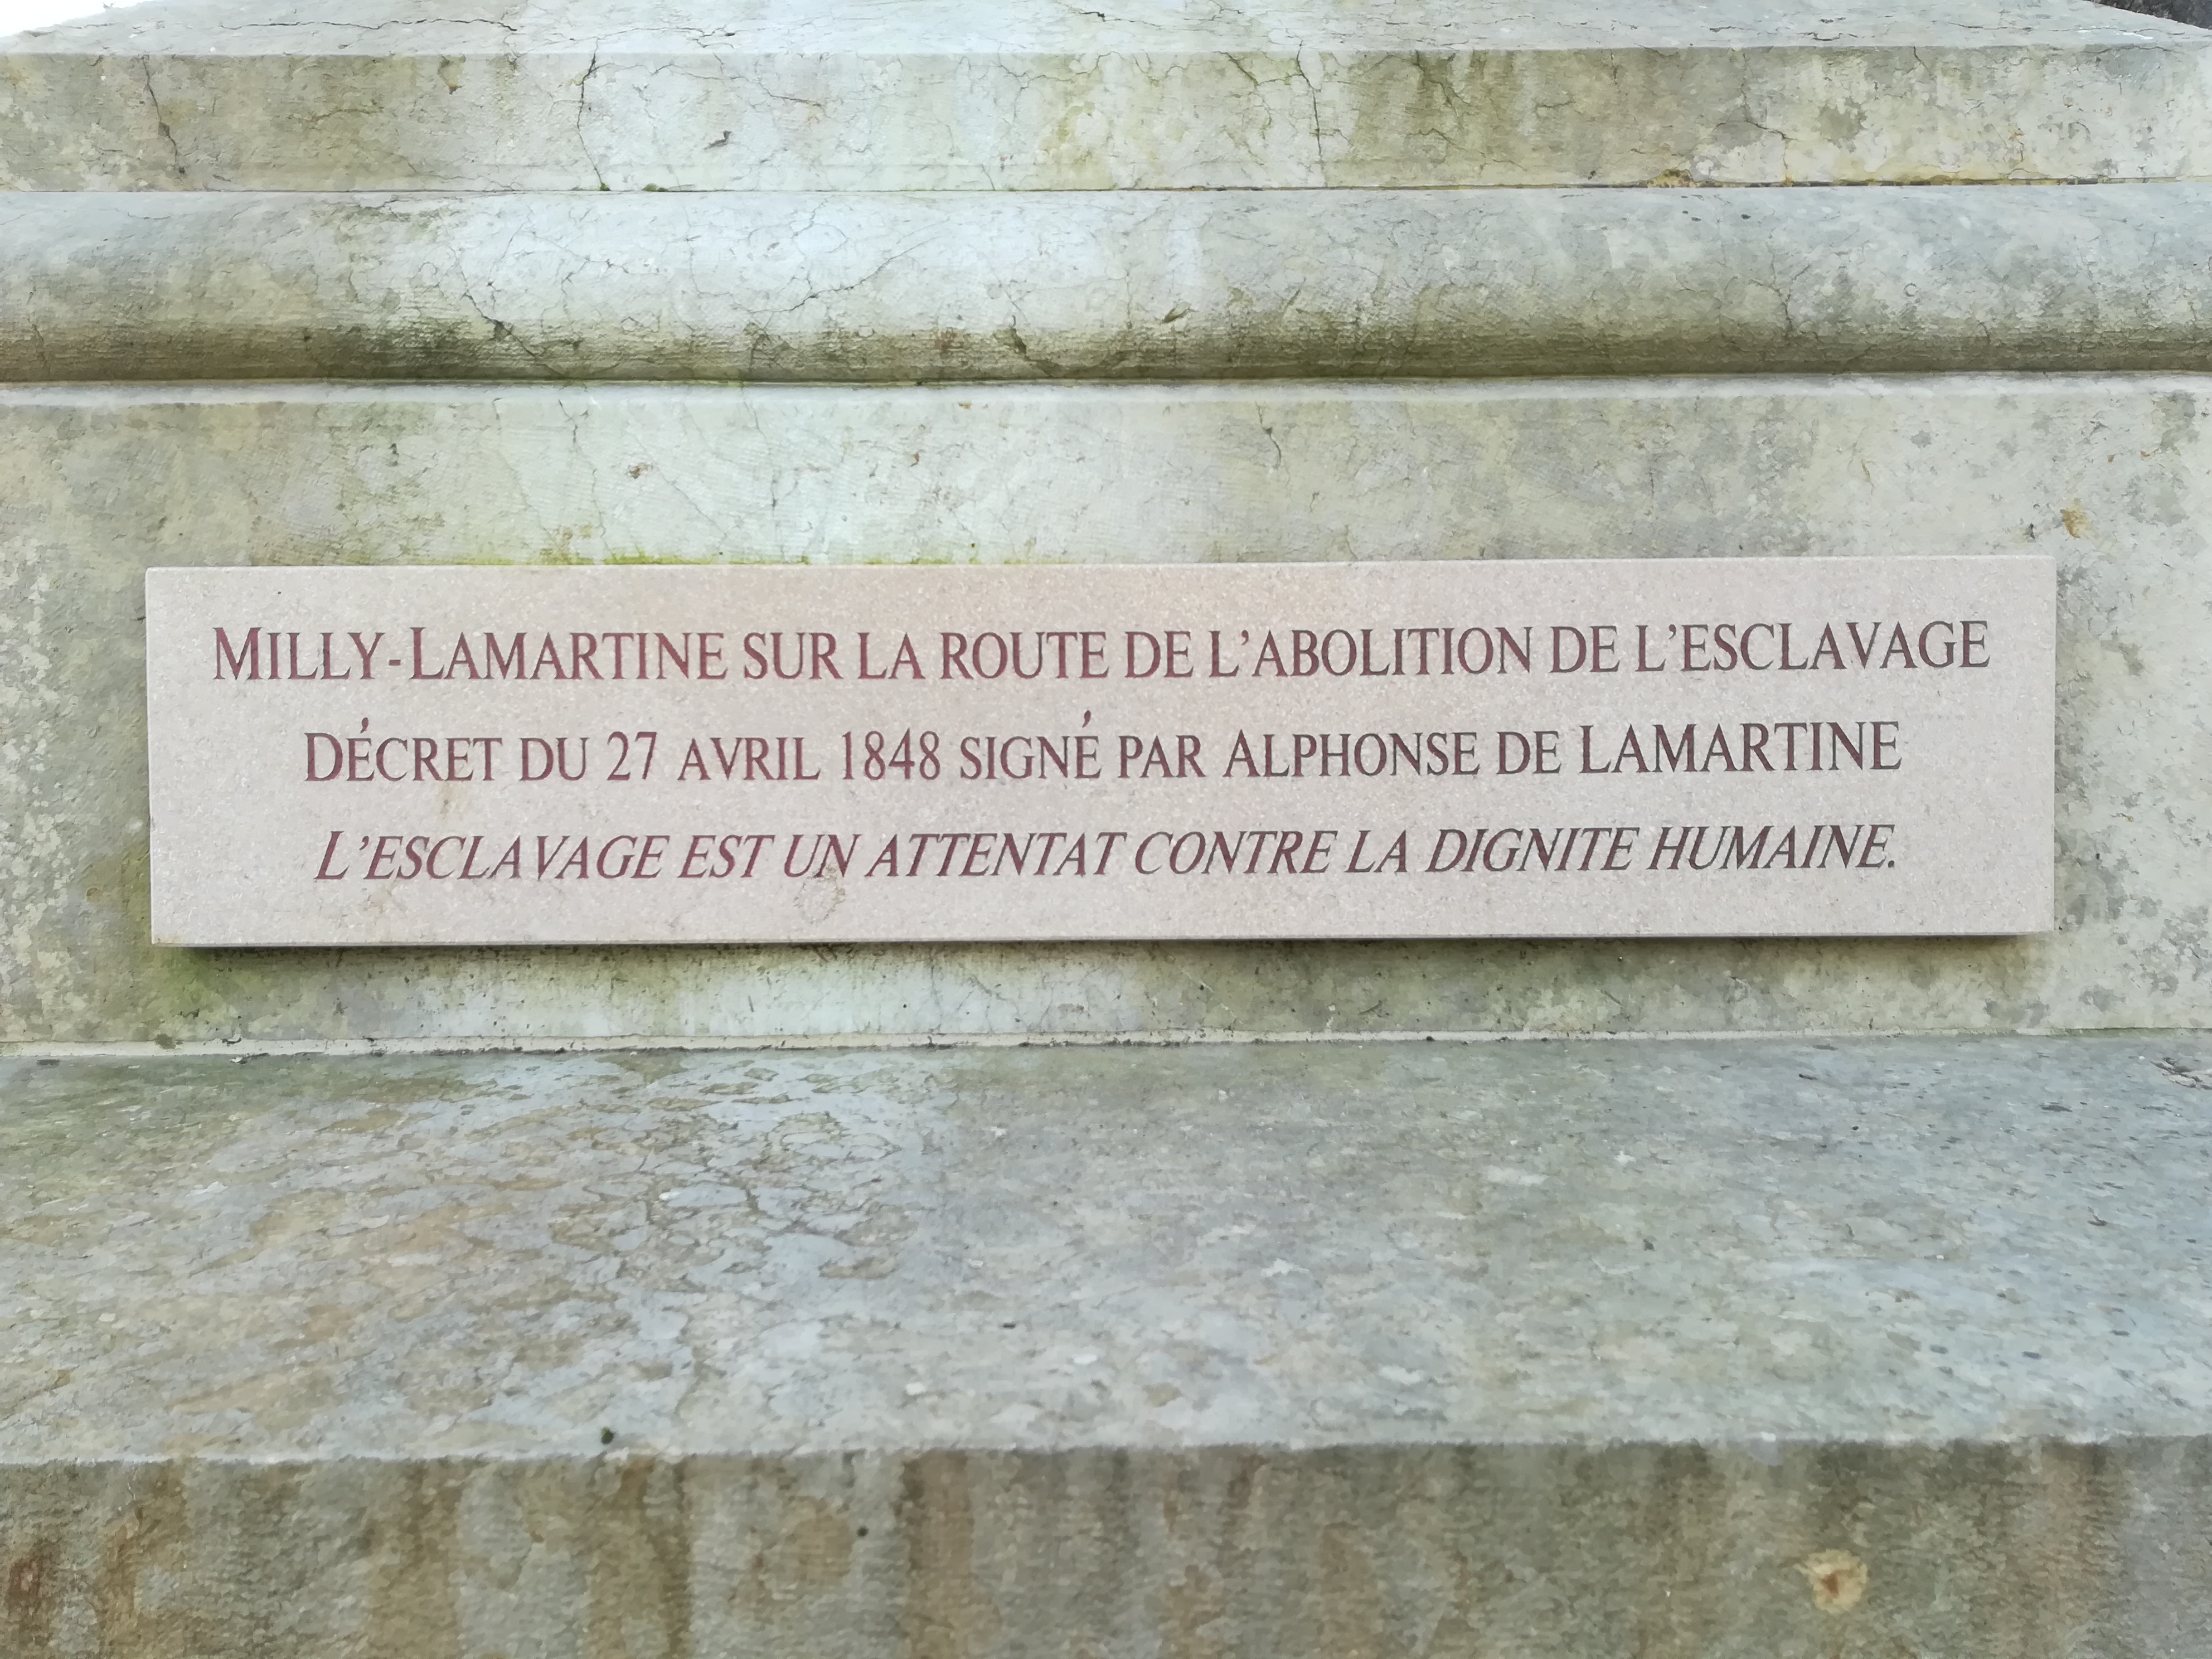 MILLY-LAMARTINE SUR LA ROUTE DE L'ABOLITION DE L'ESCLAVAGE
DÉCRET DU 27 AVRIL 1848 SIGNÉ PAR ALPHONSE DE LAMARTINE
L'ESCLAVAGE EST UN ATTENTAT CONTRE LA DIGNITE HUMAINE.